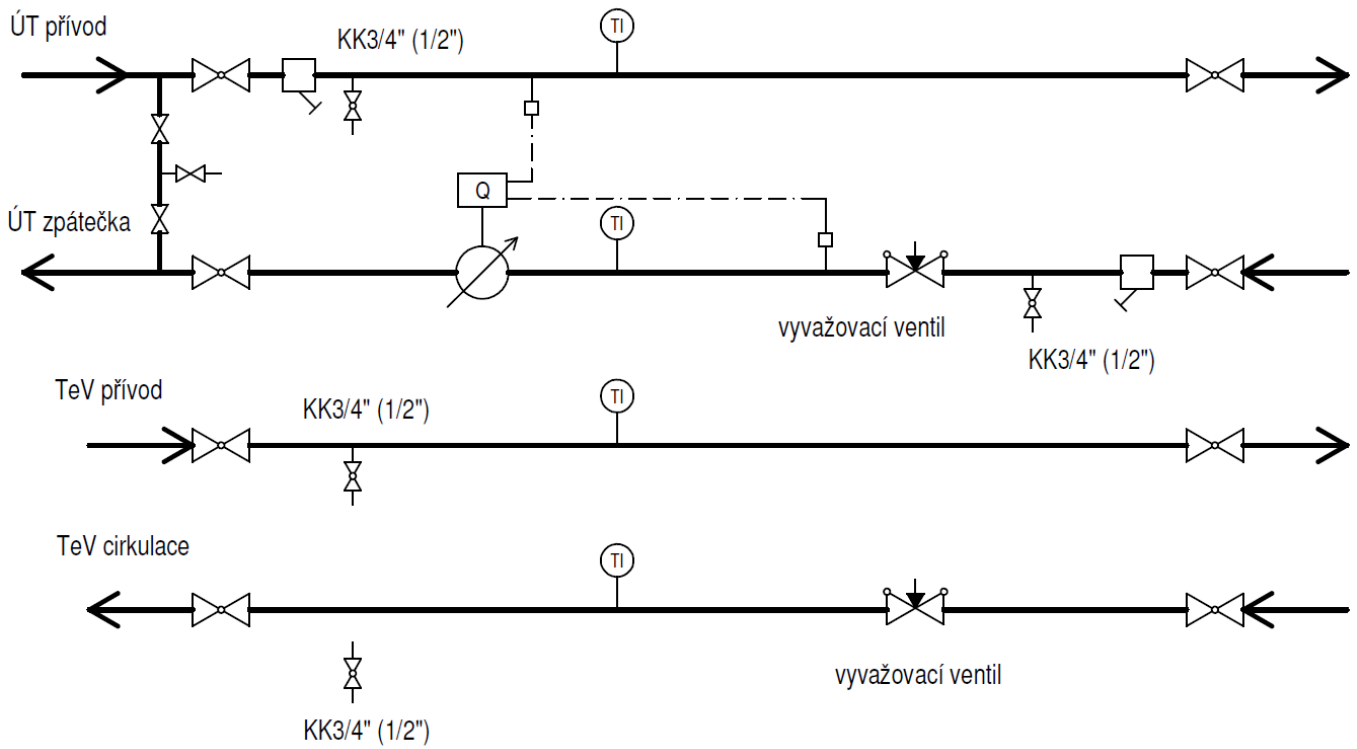 ÚT přívod
KK3/4" (1/2")
TI
Q
ÚT zpátečka
TI
vyvažovací ventil
KK3/4" (1/2")
TeV přívod
KK3/4" (1/2")
TI
TeV cirkulace
TI
vyvažovací ventil
KK3/4" (1/2")